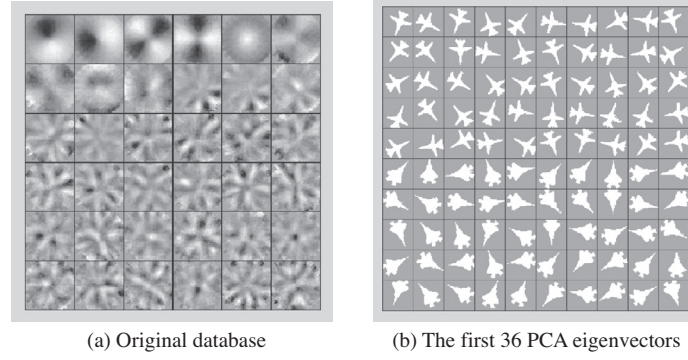 (a) Original database
(b) The first 36 PCA eigenvectors